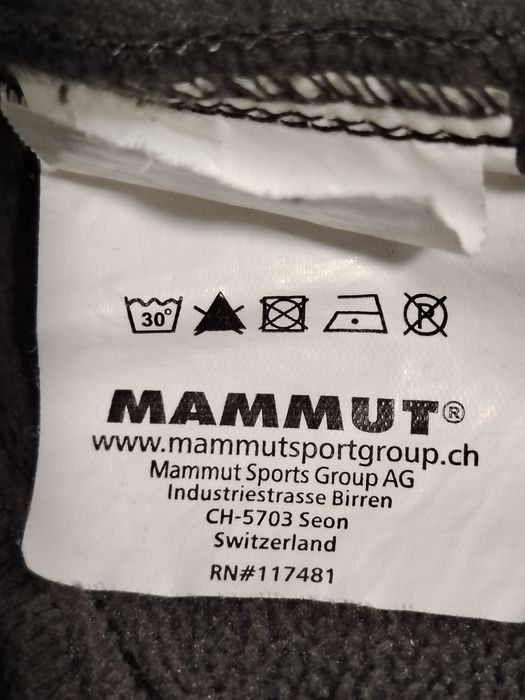 30°
P
MAMMUT®
www.mammutsportgroup.ch
Mammut Sports Group AG
Industriestrasse Birren
CH-5703 Seon
Switzerland
RN#117481